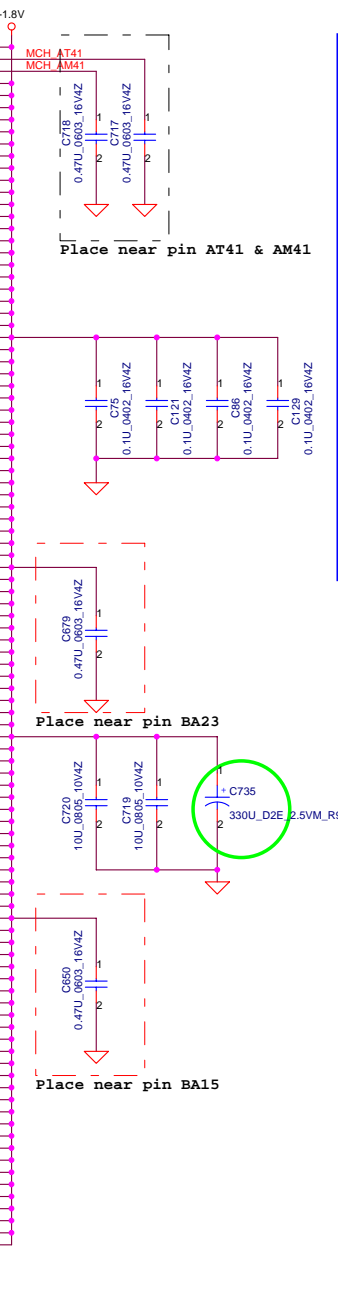 -1.8V
MCH_AT41
MCH_AM41
1
2
C718
0.47U_0603_16V4Z
1
2
C717
0.47U_0603_16V4Z
Place near pin AT41 & AM41
1
2
C75
0.1U_0402_16V4Z
1
2
C121
0.1U_0402_16V4Z
1
2
C86
0.1U_0402_16V4Z
1
2
C129
0.1U_0402_16V4Z
1
2
C679
0.47U_0603_16V4Z
Place near pin BA23
1
2
C720
10U_0805_10V4Z
1
2
C719
10U_0805_10V4Z
1
2
+
C735
330U_D2E_2.5VM_R9
1
2
C650
0.47U_0603_16V4Z
Place near pin BA15